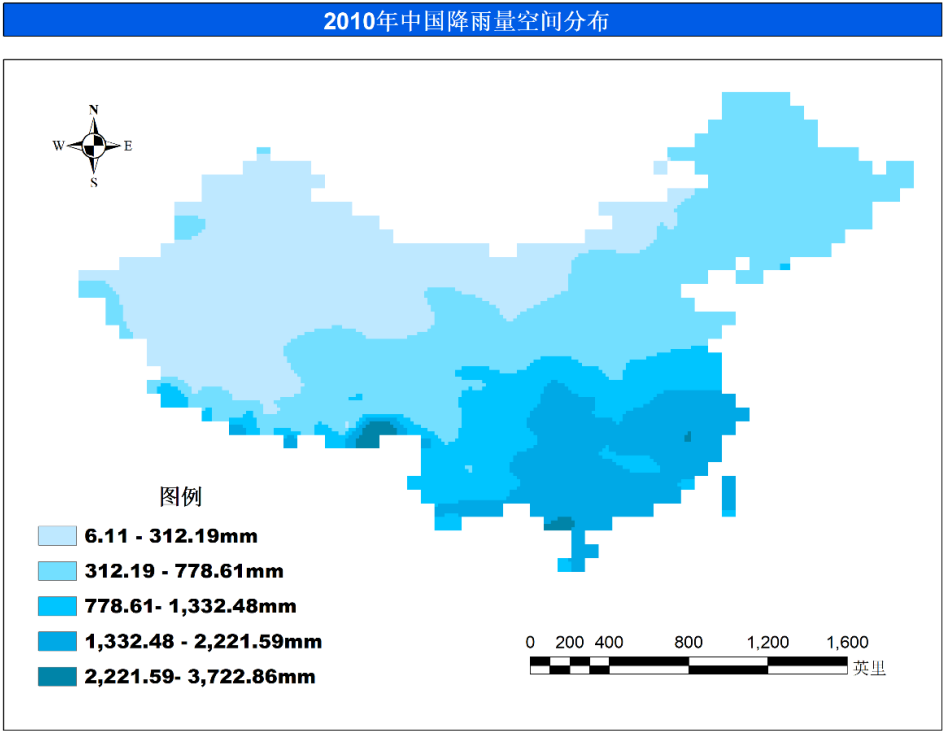 2010年中国降雨量空间分布
N
W E
S
图例
6.11 - 312.19mm
312.19 - 778.61mm
778.61- 1,332.48mm
1,332.48 - 2,221.59mm
2,221.59- 3,722.86mm
0 200 400 800 1,200 1,600
英里